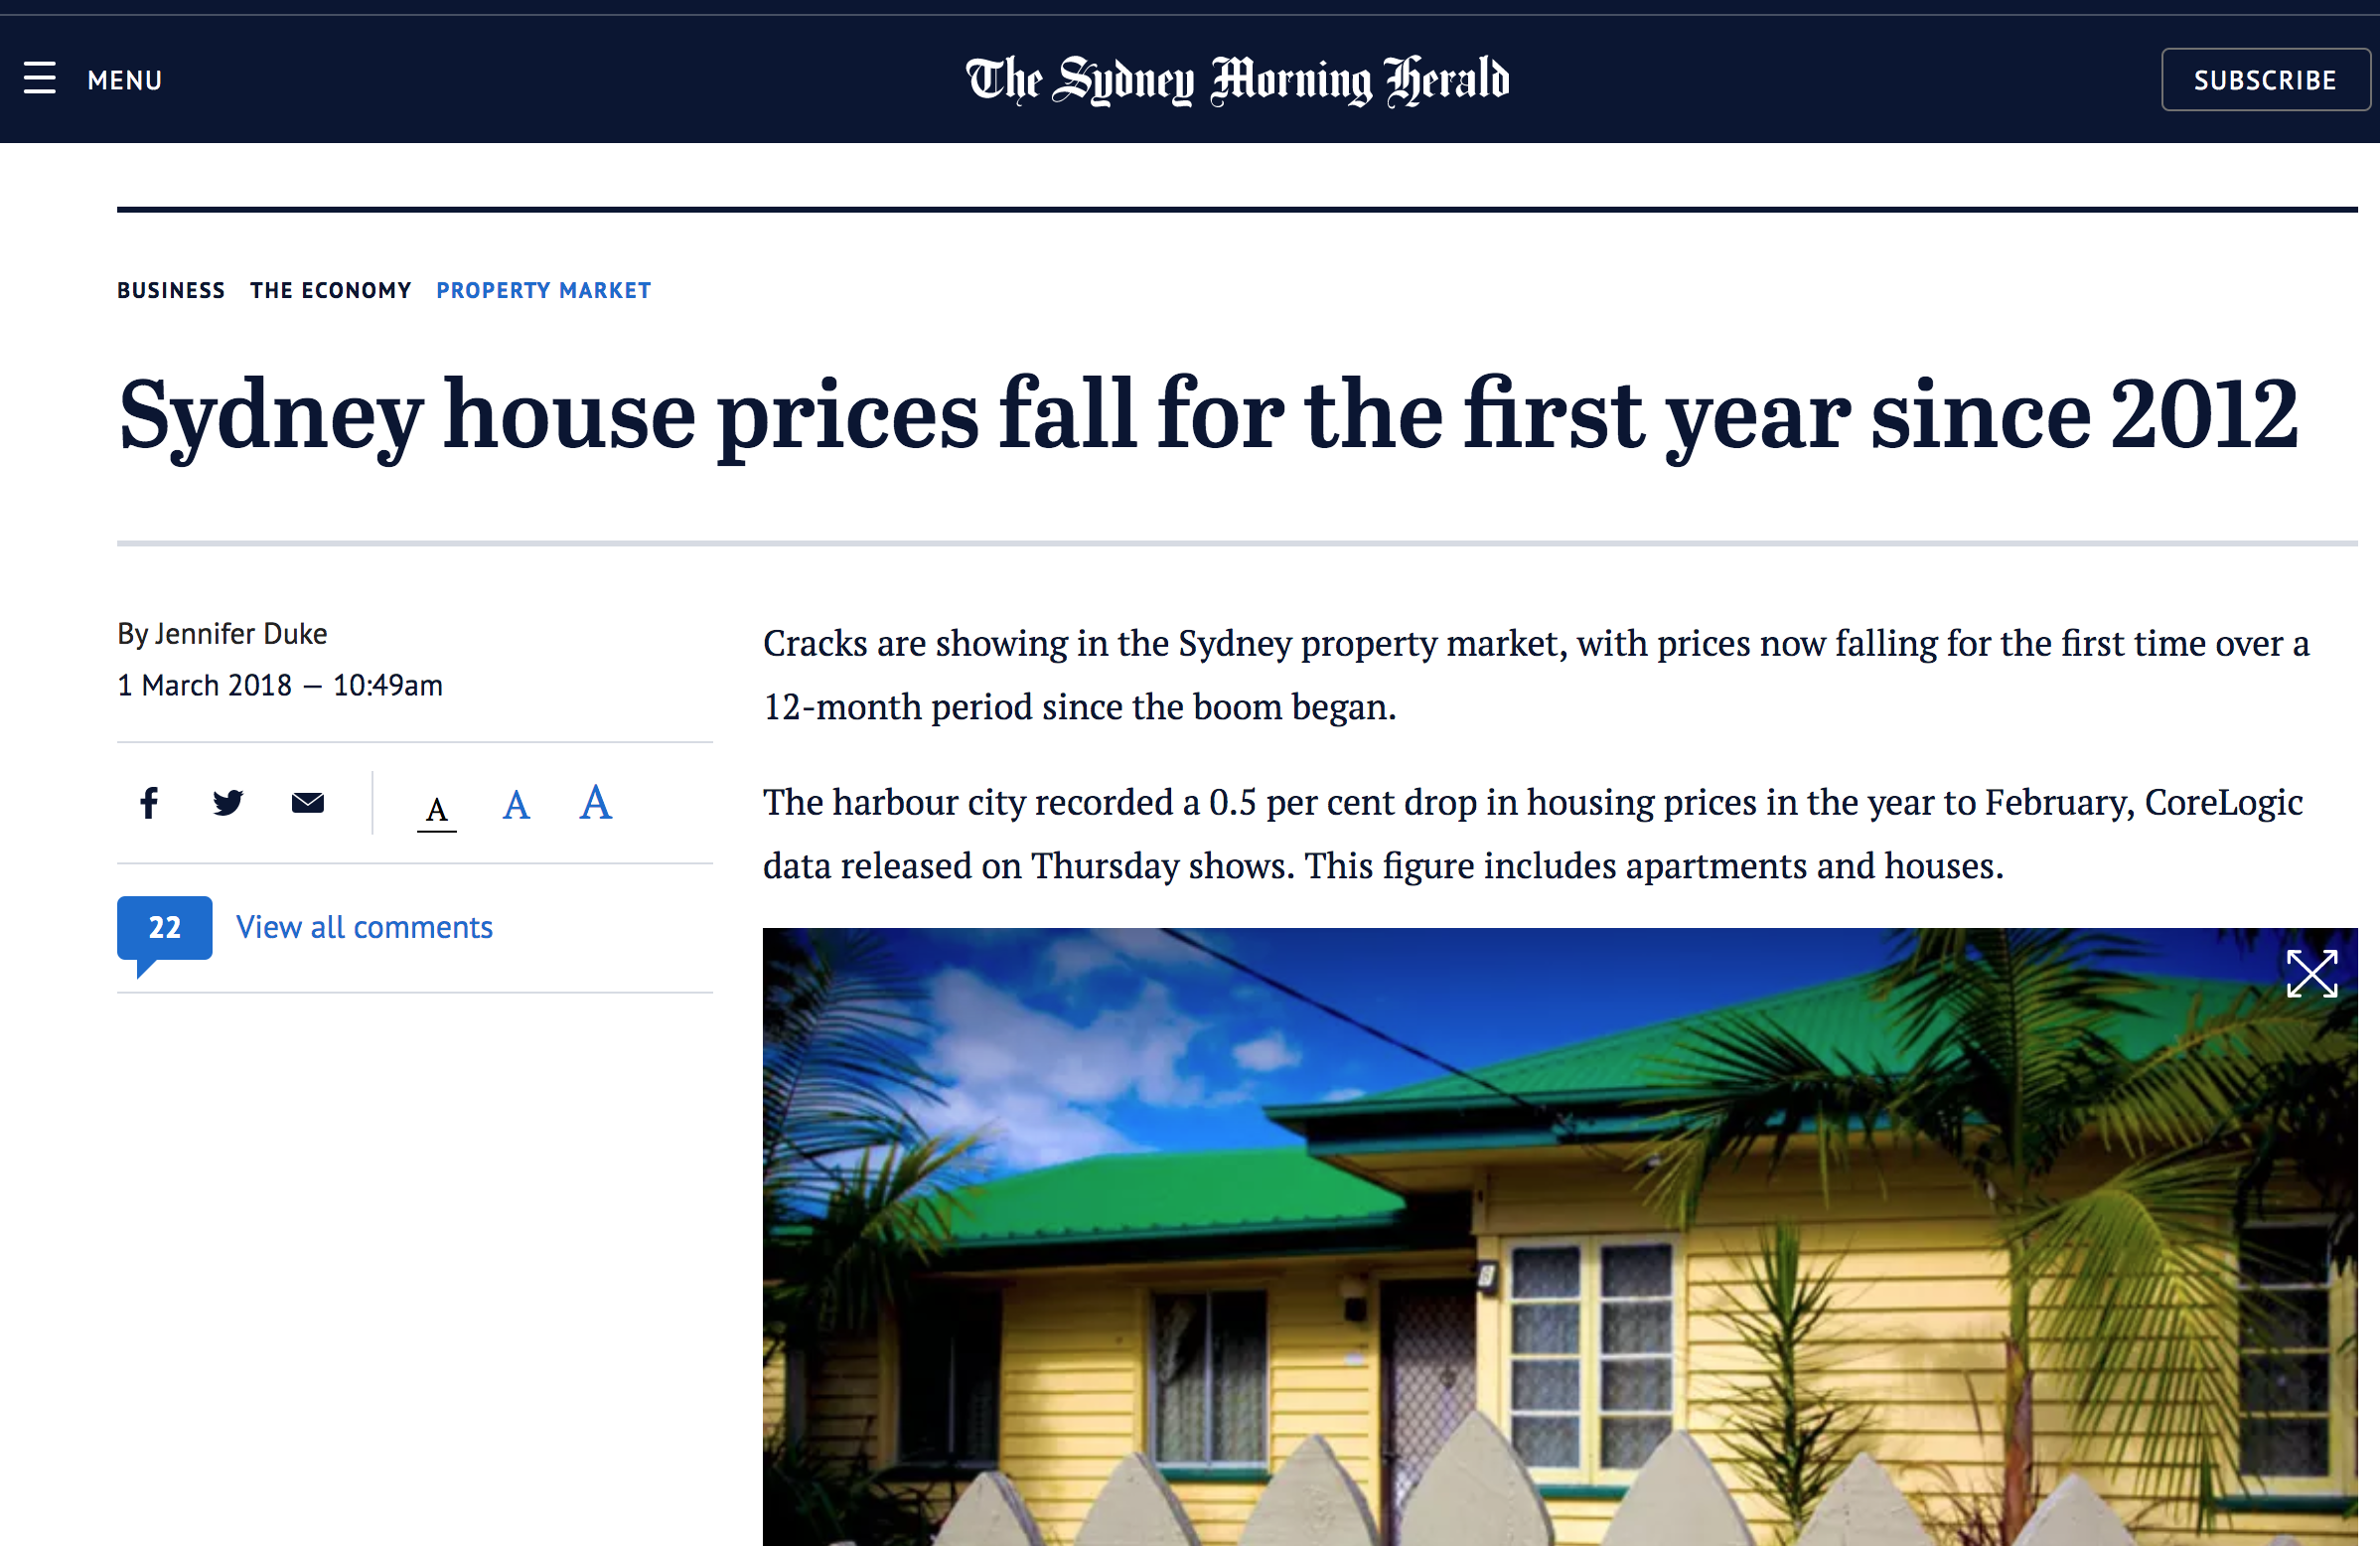 MENU
The Sydney Morning Herald
SUBSCRIBE
BUSINESS THE ECONOMY PROPERTY MARKET
Sydney house prices fall for the first year since 2012
By Jennifer Duke
1 March 2018 — 10:49am
A A A
22 View all comments
Cracks are showing in the Sydney property market, with prices now falling for the first time over a
12-month period since the boom began.
The harbour city recorded a 0.5 per cent drop in housing prices in the year to February, CoreLogic
data released on Thursday shows. This figure includes apartments and houses.